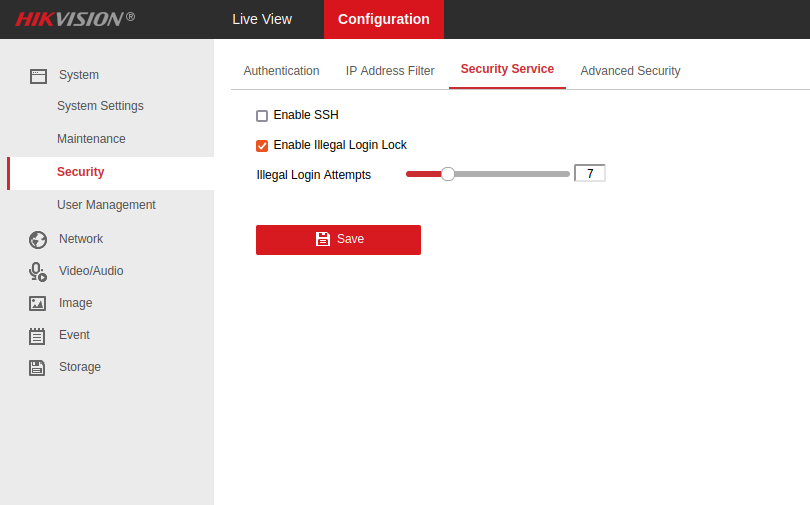 HIKVISION® Live View Configuration
System
System Settings
Maintenance
Security
User Management
Network
Video/Audio
Image
Event
Storage
Authentication IP Address Filter Security Service Advanced Security
Enable SSH
Enable Illegal Login Lock
Illegal Login Attempts 7
Save